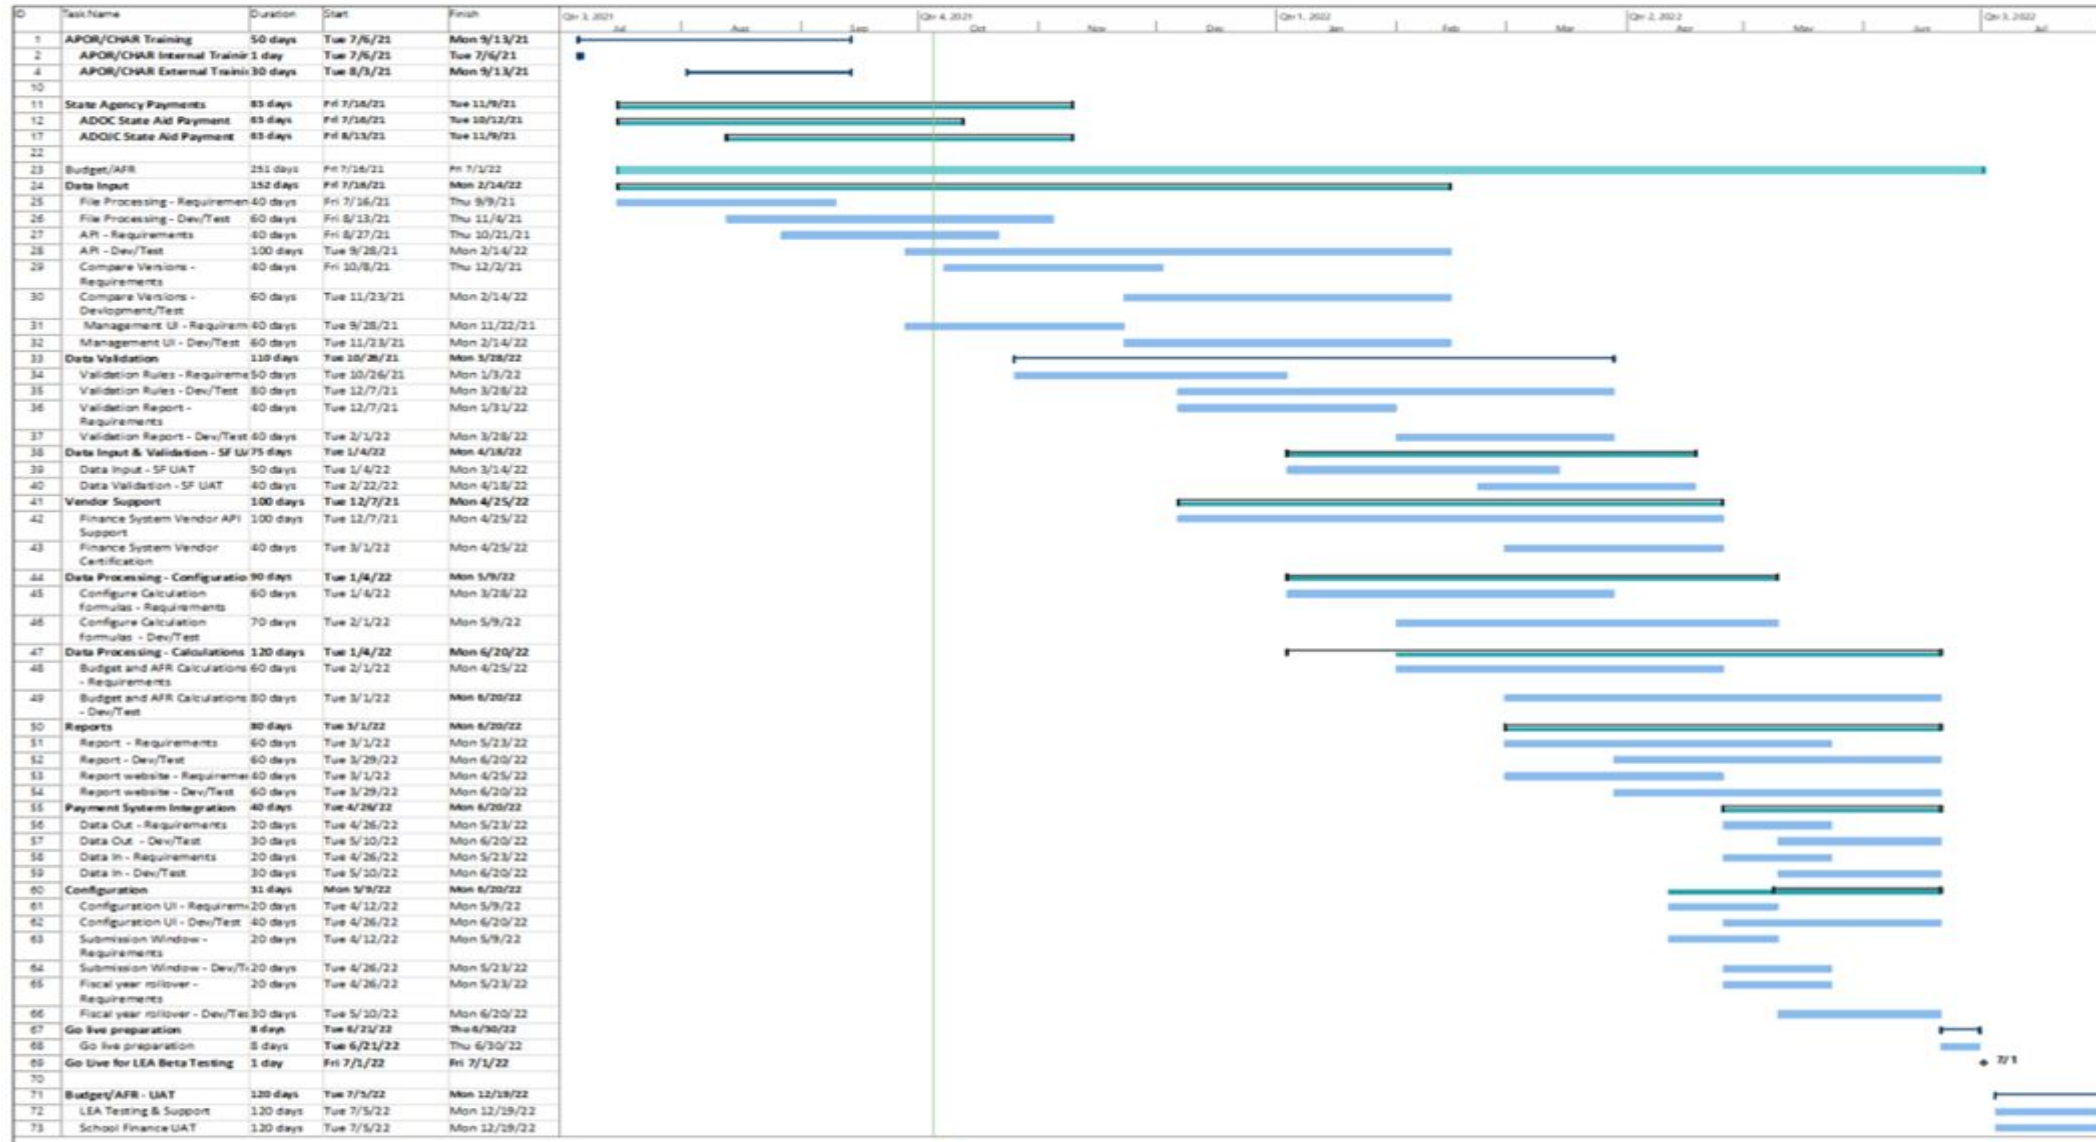 ID Task Name Duration Start Finish Qtr 3, 2021 Qtr 4, 2021 Qtr 1, 2022 Qtr 2, 2022 Qtr 3, 2022
Jul Aug Sep Oct Nov Dec Jan Feb Mar Apr May Jun Jul
1 APOR/CHAR Training 50 days Tue 7/6/21 Mon 9/13/21
2 APOR/CHAR Internal Trainin 1 day Tue 7/6/21 Tue 7/6/21
4 APOR/CHAR External Traini 30 days Tue 8/3/21 Mon 9/13/21
10
11 State Agency Payments 83 days Fri 7/16/21 Tue 11/9/21
12 ADOC State Aid Payment 63 days Fri 7/16/21 Tue 10/12/21
17 ADOJC State Aid Payment 63 days Fri 8/13/21 Tue 11/9/21
22
23 Budget/AFR 251 days Fri 7/16/21 Fri 7/1/22
24 Data Input 152 days Fri 7/16/21 Mon 2/14/22
25 File Processing - Requiremen 40 days Fri 7/16/21 Thu 9/9/21
26 File Processing - Dev/Test 60 days Fri 8/13/21 Thu 11/4/21
27 API - Requirements 40 days Fri 8/27/21 Thu 10/21/21
28 API - Dev/Test 100 days Tue 9/28/21 Mon 2/14/22
29 Compare Versions - 40 days Fri 10/8/21 Thu 12/2/21
Requirements
30 Compare Versions - 60 days Tue 11/23/21 Mon 2/14/22
Devlopment/Test
31 Management UI - Requirem 40 days Tue 9/28/21 Mon 11/22/21
32 Management UI - Dev/Test 60 days Tue 11/23/21 Mon 2/14/22
33 Data Validation 110 days Tue 10/26/21 Mon 3/28/22
34 Validation Rules - Requireme 50 days Tue 10/26/21 Mon 1/3/22
35 Validation Rules - Dev/Test 80 days Tue 12/7/21 Mon 3/28/22
36 Validation Report - 40 days Tue 12/7/21 Mon 1/31/22
Requirements
37 Validation Report - Dev/Test 40 days Tue 2/1/22 Mon 3/28/22
38 Data Input & Validation - SF U 75 days Tue 1/4/22 Mon 4/18/22
39 Data Input - SF UAT 50 days Tue 1/4/22 Mon 3/14/22
40 Data Validation - SF UAT 40 days Tue 2/22/22 Mon 4/18/22
41 Vendor Support 100 days Tue 12/7/21 Mon 4/25/22
42 Finance System Vendor API 100 days Tue 12/7/21 Mon 4/25/22
Support
43 Finance System Vendor 40 days Tue 3/1/22 Mon 4/25/22
Certification
44 Data Processing - Configuratio 90 days Tue 1/4/22 Mon 5/9/22
45 Configure Calculation 60 days Tue 1/4/22 Mon 3/28/22
formulas - Requirements
46 Configure Calculation 70 days Tue 2/1/22 Mon 5/9/22
formulas - Dev/Test
47 Data Processing - Calculations 120 days Tue 1/4/22 Mon 6/20/22
48 Budget and AFR Calculations 60 days Tue 2/1/22 Mon 4/25/22
- Requirements
49 Budget and AFR Calculations 80 days Tue 3/1/22 Mon 6/20/22
- Dev/Test
50 Reports 80 days Tue 3/1/22 Mon 6/20/22
51 Report - Requirements 60 days Tue 3/1/22 Mon 5/23/22
52 Report - Dev/Test 60 days Tue 3/29/22 Mon 6/20/22
53 Report website - Requiremen 40 days Tue 3/1/22 Mon 4/25/22
54 Report website - Dev/Test 60 days Tue 3/29/22 Mon 6/20/22
55 Payment System Integration 40 days Tue 4/26/22 Mon 6/20/22
56 Data Out - Requirements 20 days Tue 4/26/22 Mon 5/23/22
57 Data Out - Dev/Test 30 days Tue 5/10/22 Mon 6/20/22
58 Data In - Requirements 20 days Tue 4/26/22 Mon 5/23/22
59 Data In - Dev/Test 30 days Tue 5/10/22 Mon 6/20/22
60 Configuration 31 days Mon 5/9/22 Mon 6/20/22
61 Configuration UI - Requirem 20 days Tue 4/12/22 Mon 5/9/22
62 Configuration UI - Dev/Test 40 days Tue 4/26/22 Mon 6/20/22
63 Submission Window - 20 days Tue 4/12/22 Mon 5/9/22
Requirements
64 Submission Window - Dev/T 20 days Tue 4/26/22 Mon 5/23/22
65 Fiscal year rollover - 20 days Tue 4/26/22 Mon 5/23/22
Requirements
66 Fiscal year rollover - Dev/Tes 30 days Tue 5/10/22 Mon 6/20/22
67 Go live preparation 8 days Tue 6/21/22 Thu 6/30/22
68 Go live preparation 8 days Tue 6/21/22 Thu 6/30/22
69 Go Live for LEA Beta Testing 1 day Fri 7/1/22 Fri 7/1/22 7/1
70
71 Budget/AFR - UAT 120 days Tue 7/5/22 Mon 12/19/22
72 LEA Testing & Support 120 days Tue 7/5/22 Mon 12/19/22
73 School Finance UAT 120 days Tue 7/5/22 Mon 12/19/22